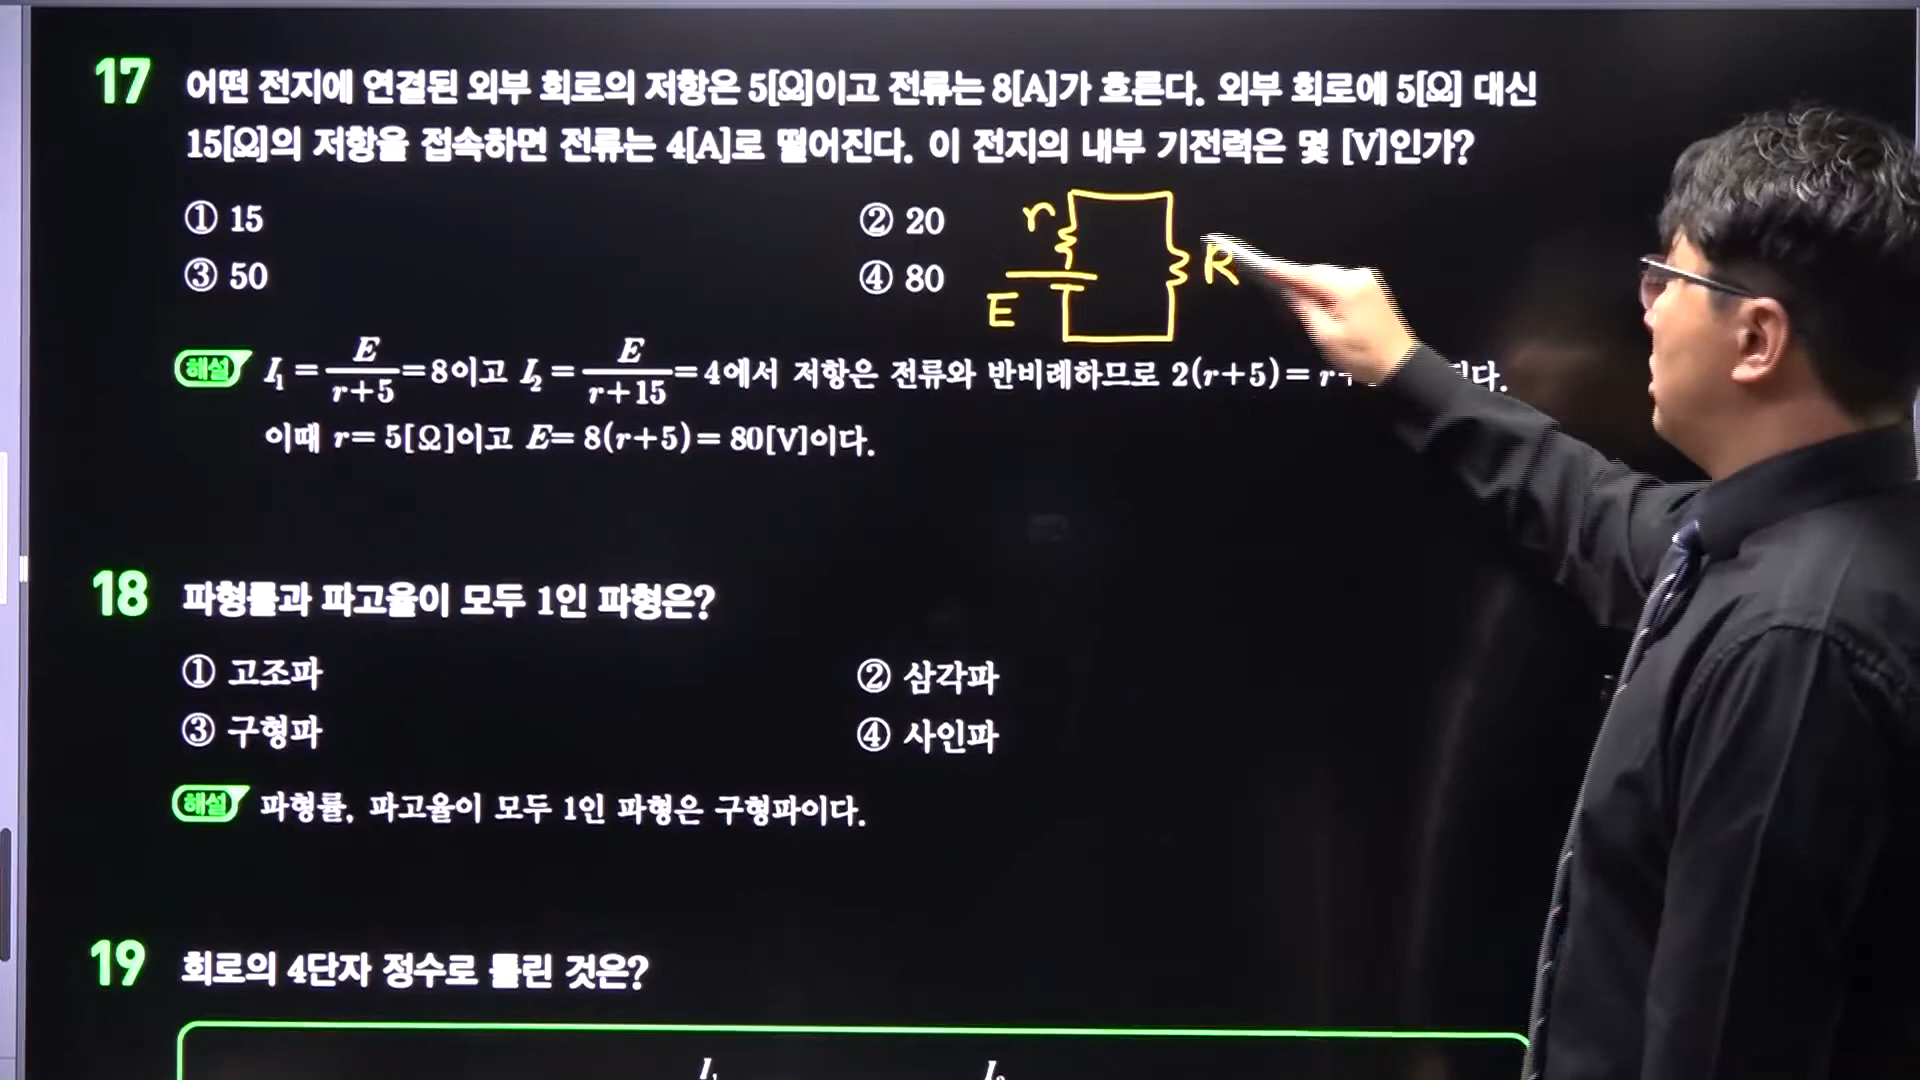 17 어떤 전지에 연결된 외부 회로의 저항은 5[Ω]이고 전류는 8[A]가 흐른다. 외부 회로에 5[Ω] 대신
15[Ω]의 저항을 접속하면 전류는 4[A]로 떨어진다. 이 전지의 내부 기전력은 몇 [V]인가?
① 15
② 20
③ 50
④ 80
r
R
E
해설 I₁ = E/(r+5) = 8이고 I₂ = E/(r+15) = 4에서 저항은 전류와 반비례하므로 2(r+5) = r+
이때 r = 5[Ω]이고 E = 8(r+5) = 80[V]이다.
18 파형률과 파고율이 모두 1인 파형은?
① 고조파
② 삼각파
③ 구형파
④ 사인파
해설 파형률, 파고율이 모두 1인 파형은 구형파이다.
19 회로의 4단자 정수로 틀린 것은?
I₁
I₂